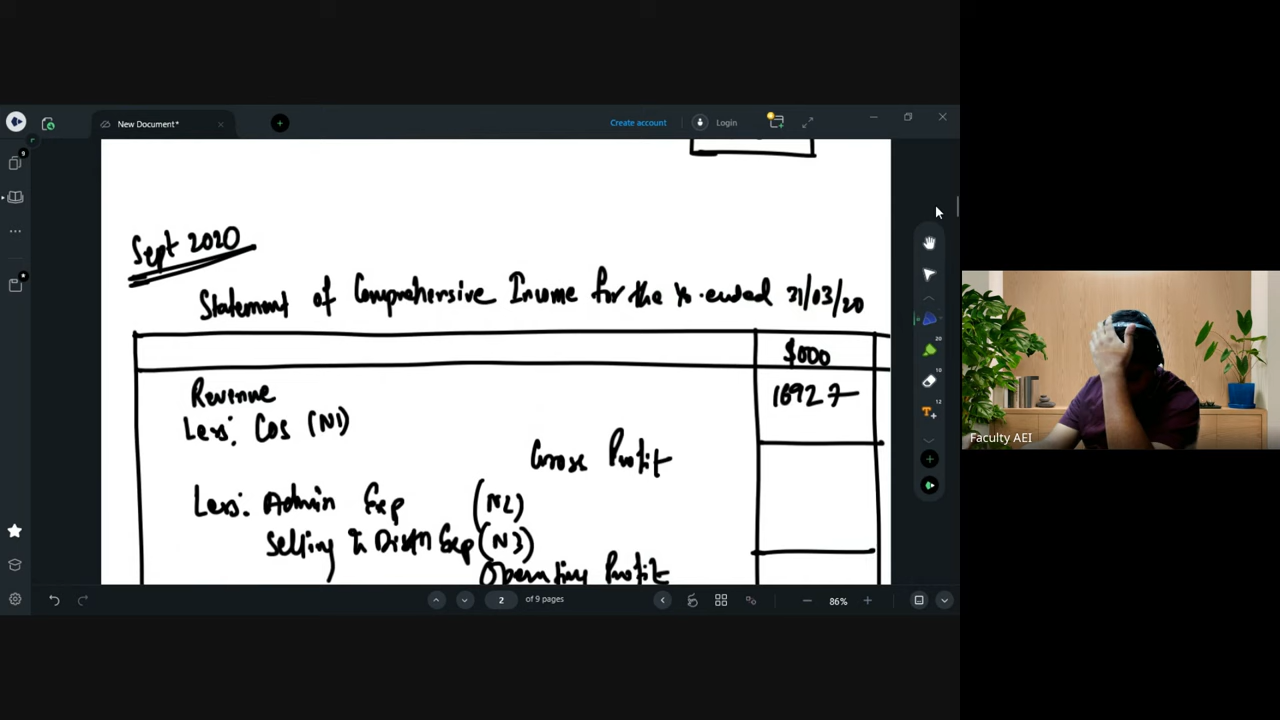 New Document*
Create account
Login
Sept 2020
Statement of Comprehensive Income for the Yr. ended 31/03/20
$000
Revenue 16927
Less: Cos (N1)
Gross Profit
Less: Admin Exp (N2)
Selling & Distn Exp (N3)
Operating Profit
Faculty AEI
2 of 9 pages
86%